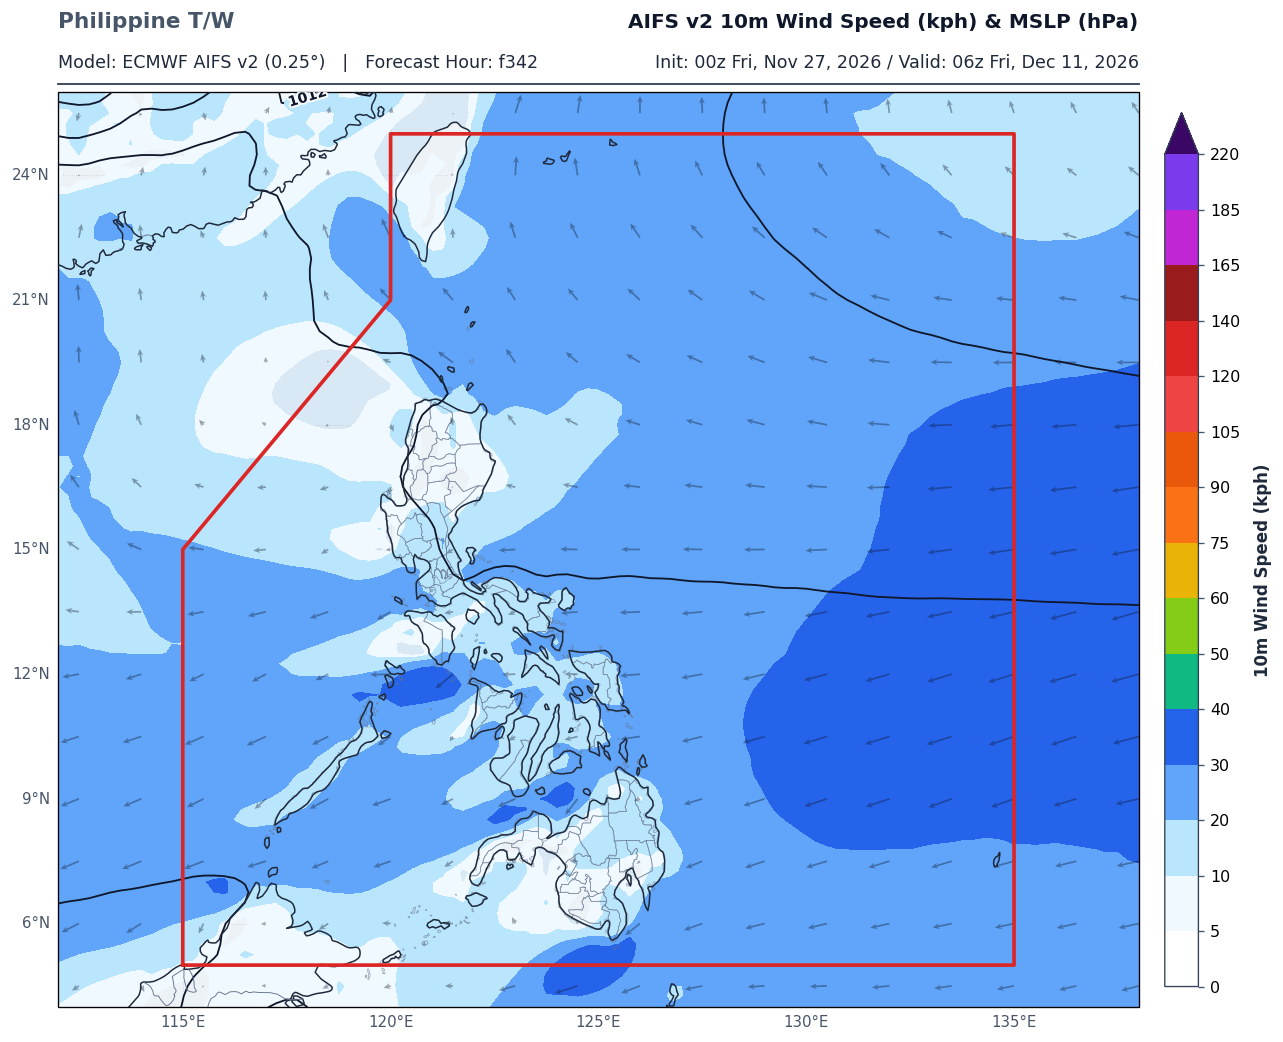 Philippine T/W
AIFS v2 10m Wind Speed (kph) & MSLP (hPa)
Model: ECMWF AIFS v2 (0.25°) | Forecast Hour: f342
Init: 00z Fri, Nov 27, 2026 / Valid: 06z Fri, Dec 11, 2026
1012
24°N
21°N
18°N
15°N
12°N
9°N
6°N
115°E
120°E
125°E
130°E
135°E
220
185
165
140
120
105
90
75
60
50
40
30
20
10
5
0
10m Wind Speed (kph)